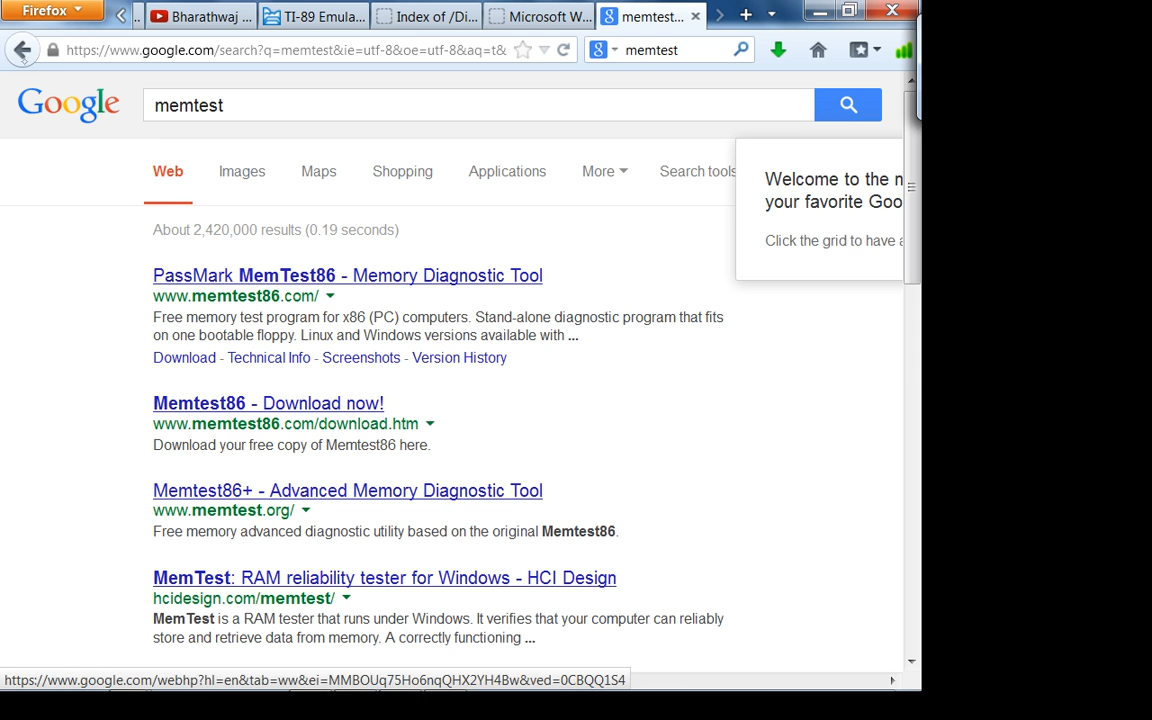 Firefox
..
Bharathwaj ...
TI-89 Emula...
Index of /Di...
Microsoft W...
memtest...
https://www.google.com/search?q=memtest&ie=utf-8&oe=utf-8&aq=t&
memtest
Google
memtest
Web
Images
Maps
Shopping
Applications
More
Search tools
Welcome to the n
your favorite Goo
Click the grid to have a
About 2,420,000 results (0.19 seconds)
PassMark MemTest86 - Memory Diagnostic Tool
www.memtest86.com/
Free memory test program for x86 (PC) computers. Stand-alone diagnostic program that fits
on one bootable floppy. Linux and Windows versions available with ...
Download - Technical Info - Screenshots - Version History
Memtest86 - Download now!
www.memtest86.com/download.htm
Download your free copy of Memtest86 here.
Memtest86+ - Advanced Memory Diagnostic Tool
www.memtest.org/
Free memory advanced diagnostic utility based on the original Memtest86.
MemTest: RAM reliability tester for Windows - HCI Design
hcidesign.com/memtest/
MemTest is a RAM tester that runs under Windows. It verifies that your computer can reliably
store and retrieve data from memory. A correctly functioning ...
https://www.google.com/webhp?hl=en&tab=ww&ei=MMBOUq75Ho6nqQHX2YH4Bw&ved=0CBQQ1S4